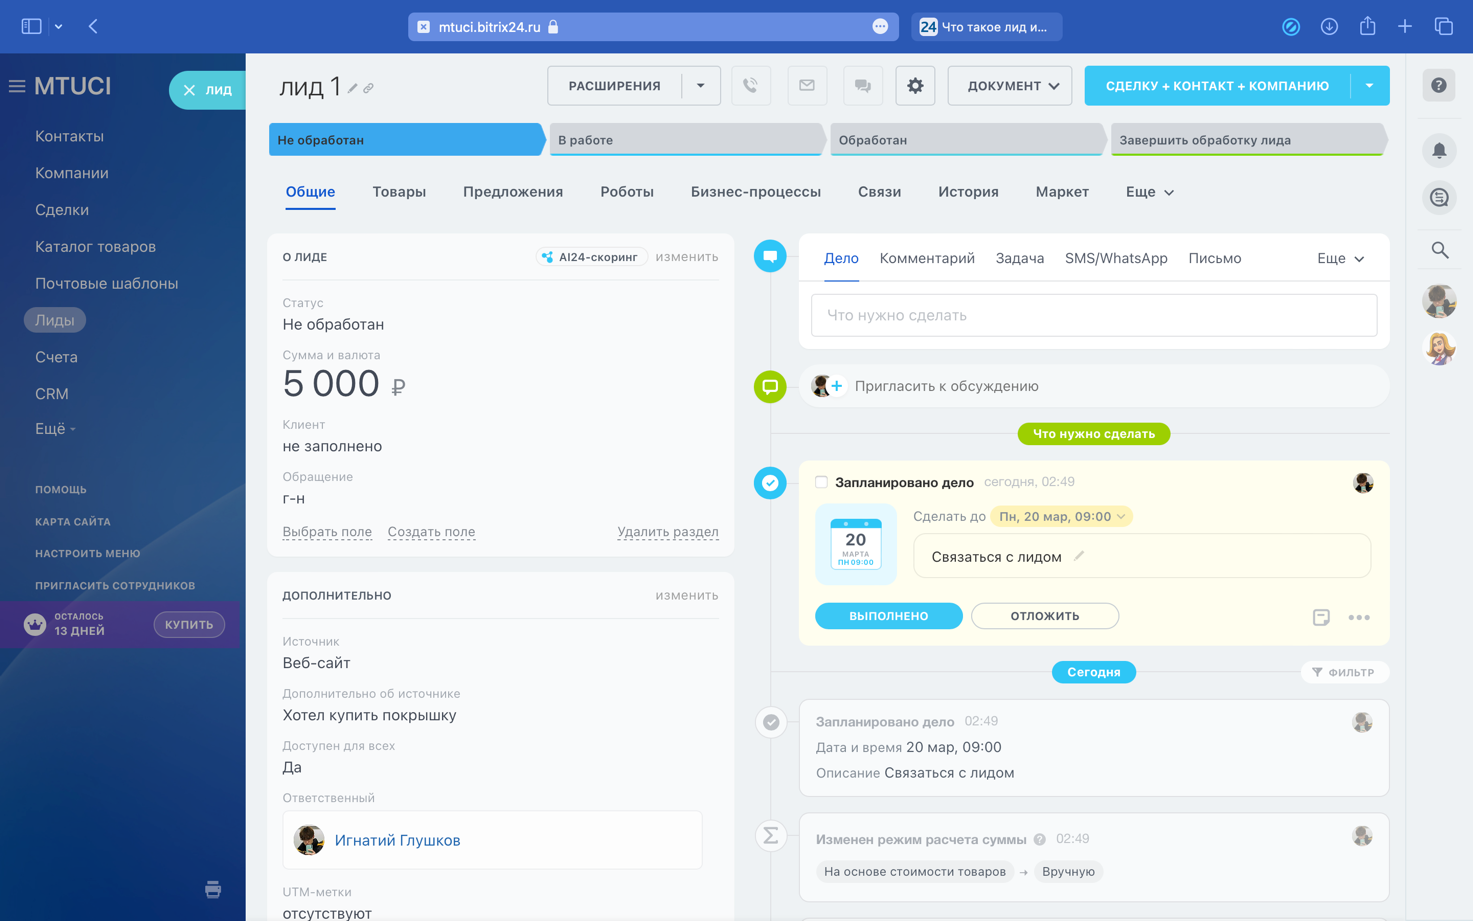 mtuci.bitrix24.ru
24 Что такое лид и...
MTUCI
ЛИД
Контакты
Компании
Сделки
Каталог товаров
Почтовые шаблоны
Лиды
Счета
CRM
Ещё
ПОМОЩЬ
КАРТА САЙТА
НАСТРОИТЬ МЕНЮ
ПРИГЛАСИТЬ СОТРУДНИКОВ
ОСТАЛОСЬ
13 ДНЕЙ
КУПИТЬ
лид 1
РАСШИРЕНИЯ
ДОКУМЕНТ
СДЕЛКУ + КОНТАКТ + КОМПАНИЮ
Не обработан
В работе
Обработан
Завершить обработку лида
Общие
Товары
Предложения
Роботы
Бизнес-процессы
Связи
История
Маркет
Еще
О ЛИДЕ
AI24-скоринг
изменить
Статус
Не обработан
Сумма и валюта
5 000 ₽
Клиент
не заполнено
Обращение
г-н
Выбрать поле
Создать поле
Удалить раздел
ДОПОЛНИТЕЛЬНО
изменить
Источник
Веб-сайт
Дополнительно об источнике
Хотел купить покрышку
Доступен для всех
Да
Ответственный
Игнатий Глушков
UTM-метки
отсутствуют
Дело
Комментарий
Задача
SMS/WhatsApp
Письмо
Еще
Что нужно сделать
Пригласить к обсуждению
Что нужно сделать
Запланировано дело сегодня, 02:49
20
МАРТА
ПН 09:00
Сделать до Пн, 20 мар, 09:00
Связаться с лидом
ВЫПОЛНЕНО
ОТЛОЖИТЬ
Сегодня
ФИЛЬТР
Запланировано дело 02:49
Дата и время 20 мар, 09:00
Описание Связаться с лидом
Изменен режим расчета суммы ? 02:49
На основе стоимости товаров → Вручную